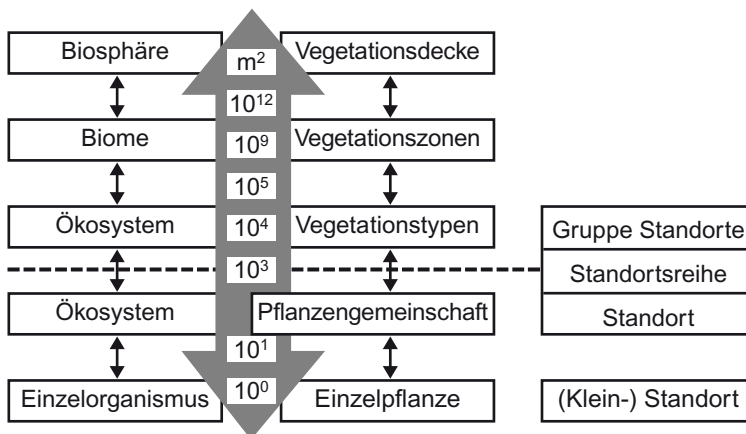 Biosphäre m² Vegetationsdecke
10¹²
Biome 10⁹ Vegetationszonen
10⁵
Ökosystem 10⁴ Vegetationstypen Gruppe Standorte
10³ Standortsreihe
Ökosystem Pflanzengemeinschaft Standort
10¹
Einzelorganismus 10⁰ Einzelpflanze (Klein-) Standort